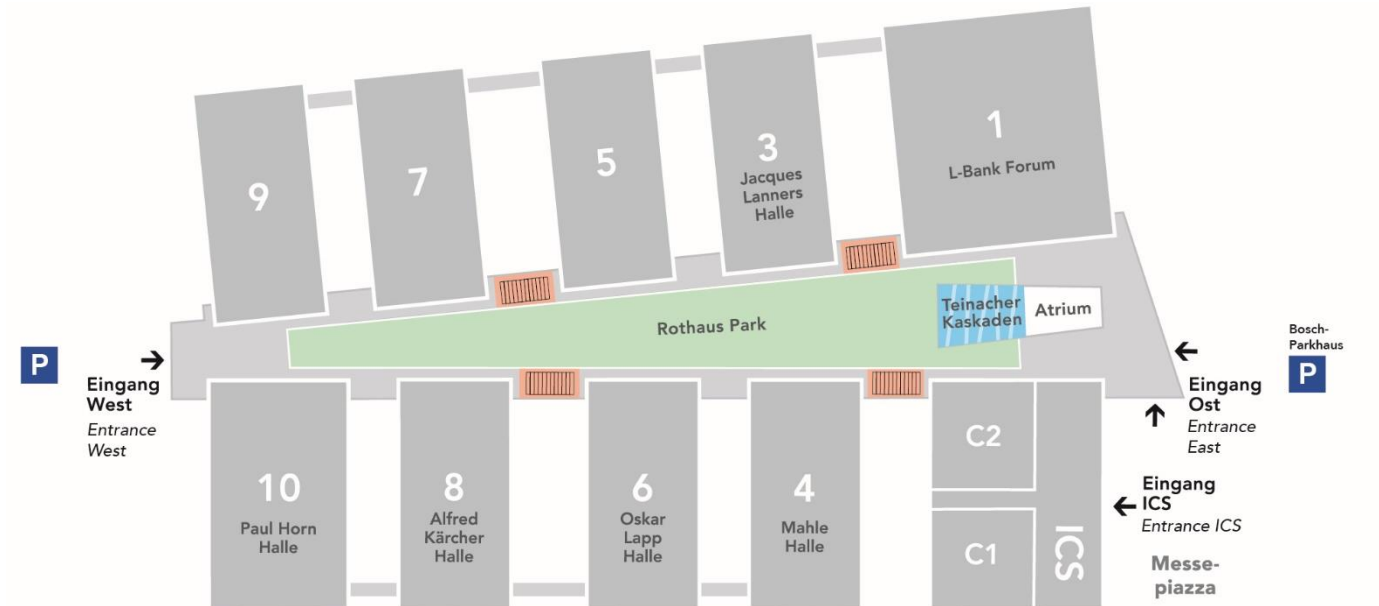 1
L-Bank Forum
3
Jacques
Lanners
Halle
5
7
9
Rothaus Park
Teinacher
Kaskaden
Atrium
P
Eingang
West
Entrance
West
Bosch-
Parkhaus
P
Eingang
Ost
Entrance
East
10
Paul Horn
Halle
8
Alfred
Kärcher
Halle
6
Oskar
Lapp
Halle
4
Mahle
Halle
C2
C1
ICS
Eingang
ICS
Entrance ICS
Messe-
piazza